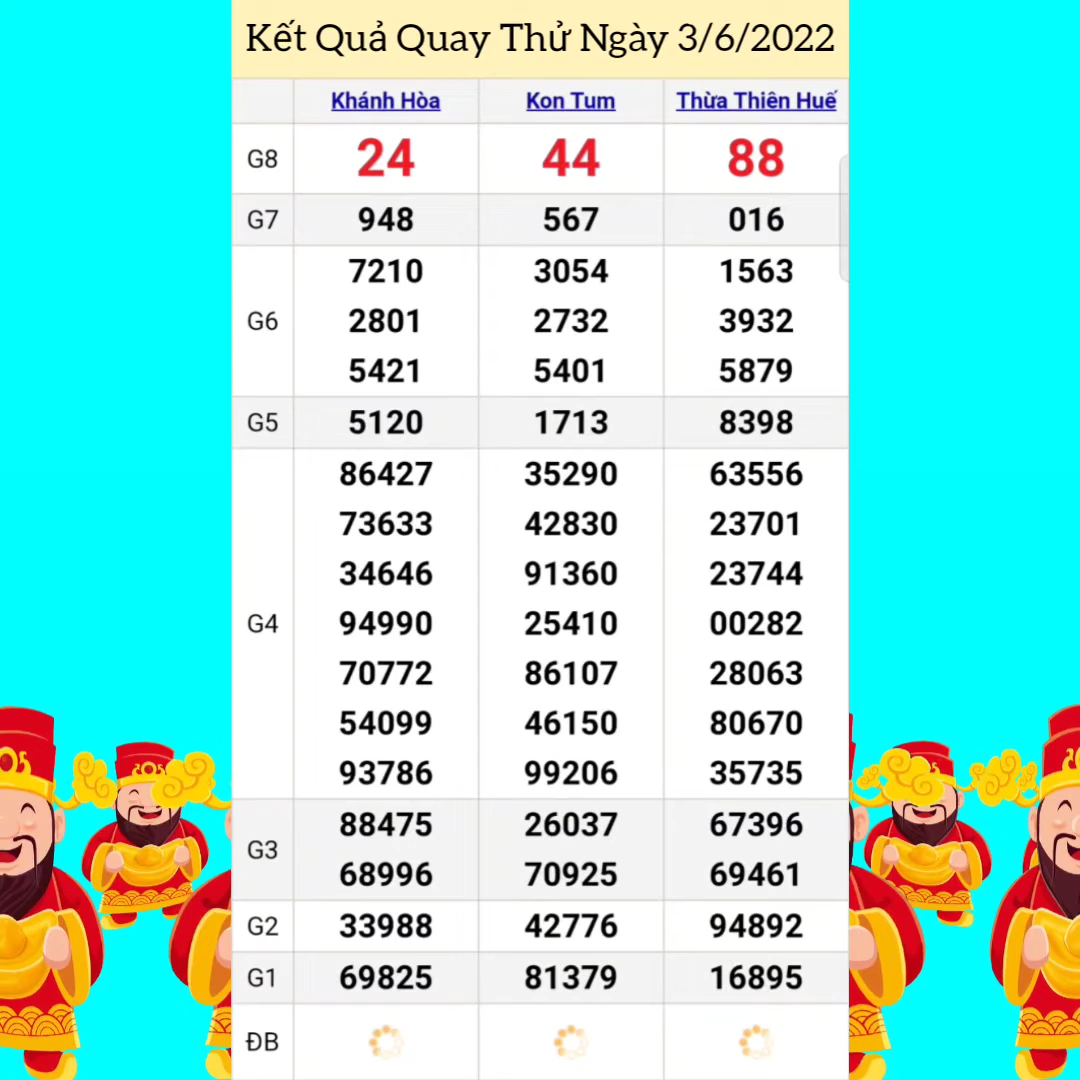 Kết Quả Quay Thử Ngày 3/6/2022
Khánh Hòa Kon Tum Thừa Thiên Huế
G8 24 44 88
G7 948 567 016
7210 3054 1563
G6 2801 2732 3932
5421 5401 5879
G5 5120 1713 8398
86427 35290 63556
73633 42830 23701
34646 91360 23744
G4 94990 25410 00282
70772 86107 28063
54099 46150 80670
93786 99206 35735
G3 88475 26037 67396
68996 70925 69461
G2 33988 42776 94892
G1 69825 81379 16895
ĐB